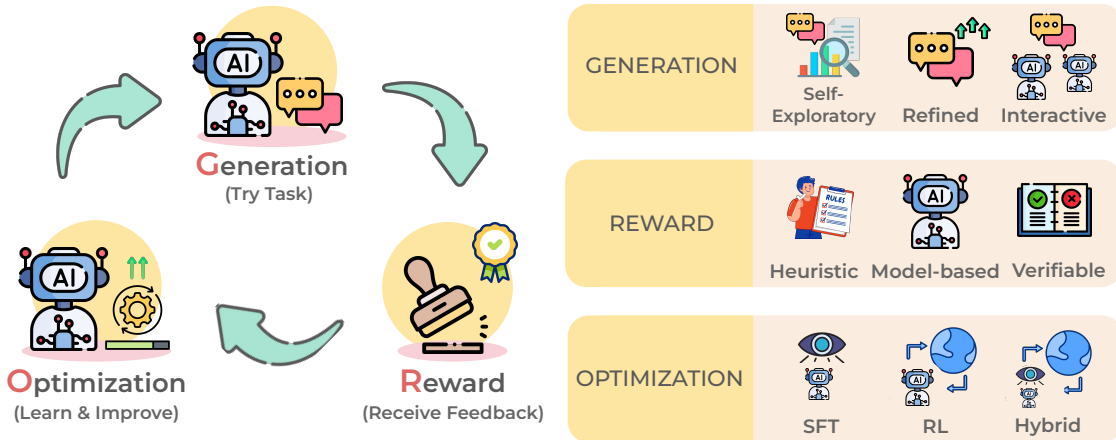 AI
Generation
(Try Task)
AI
Optimization
(Learn & Improve)
Reward
(Receive Feedback)
GENERATION
Self-
Exploratory
Refined
AI
AI
Interactive
REWARD
RULES
Heuristic
AI
Model-based
Verifiable
OPTIMIZATION
AI
SFT
AI
RL
AI
Hybrid